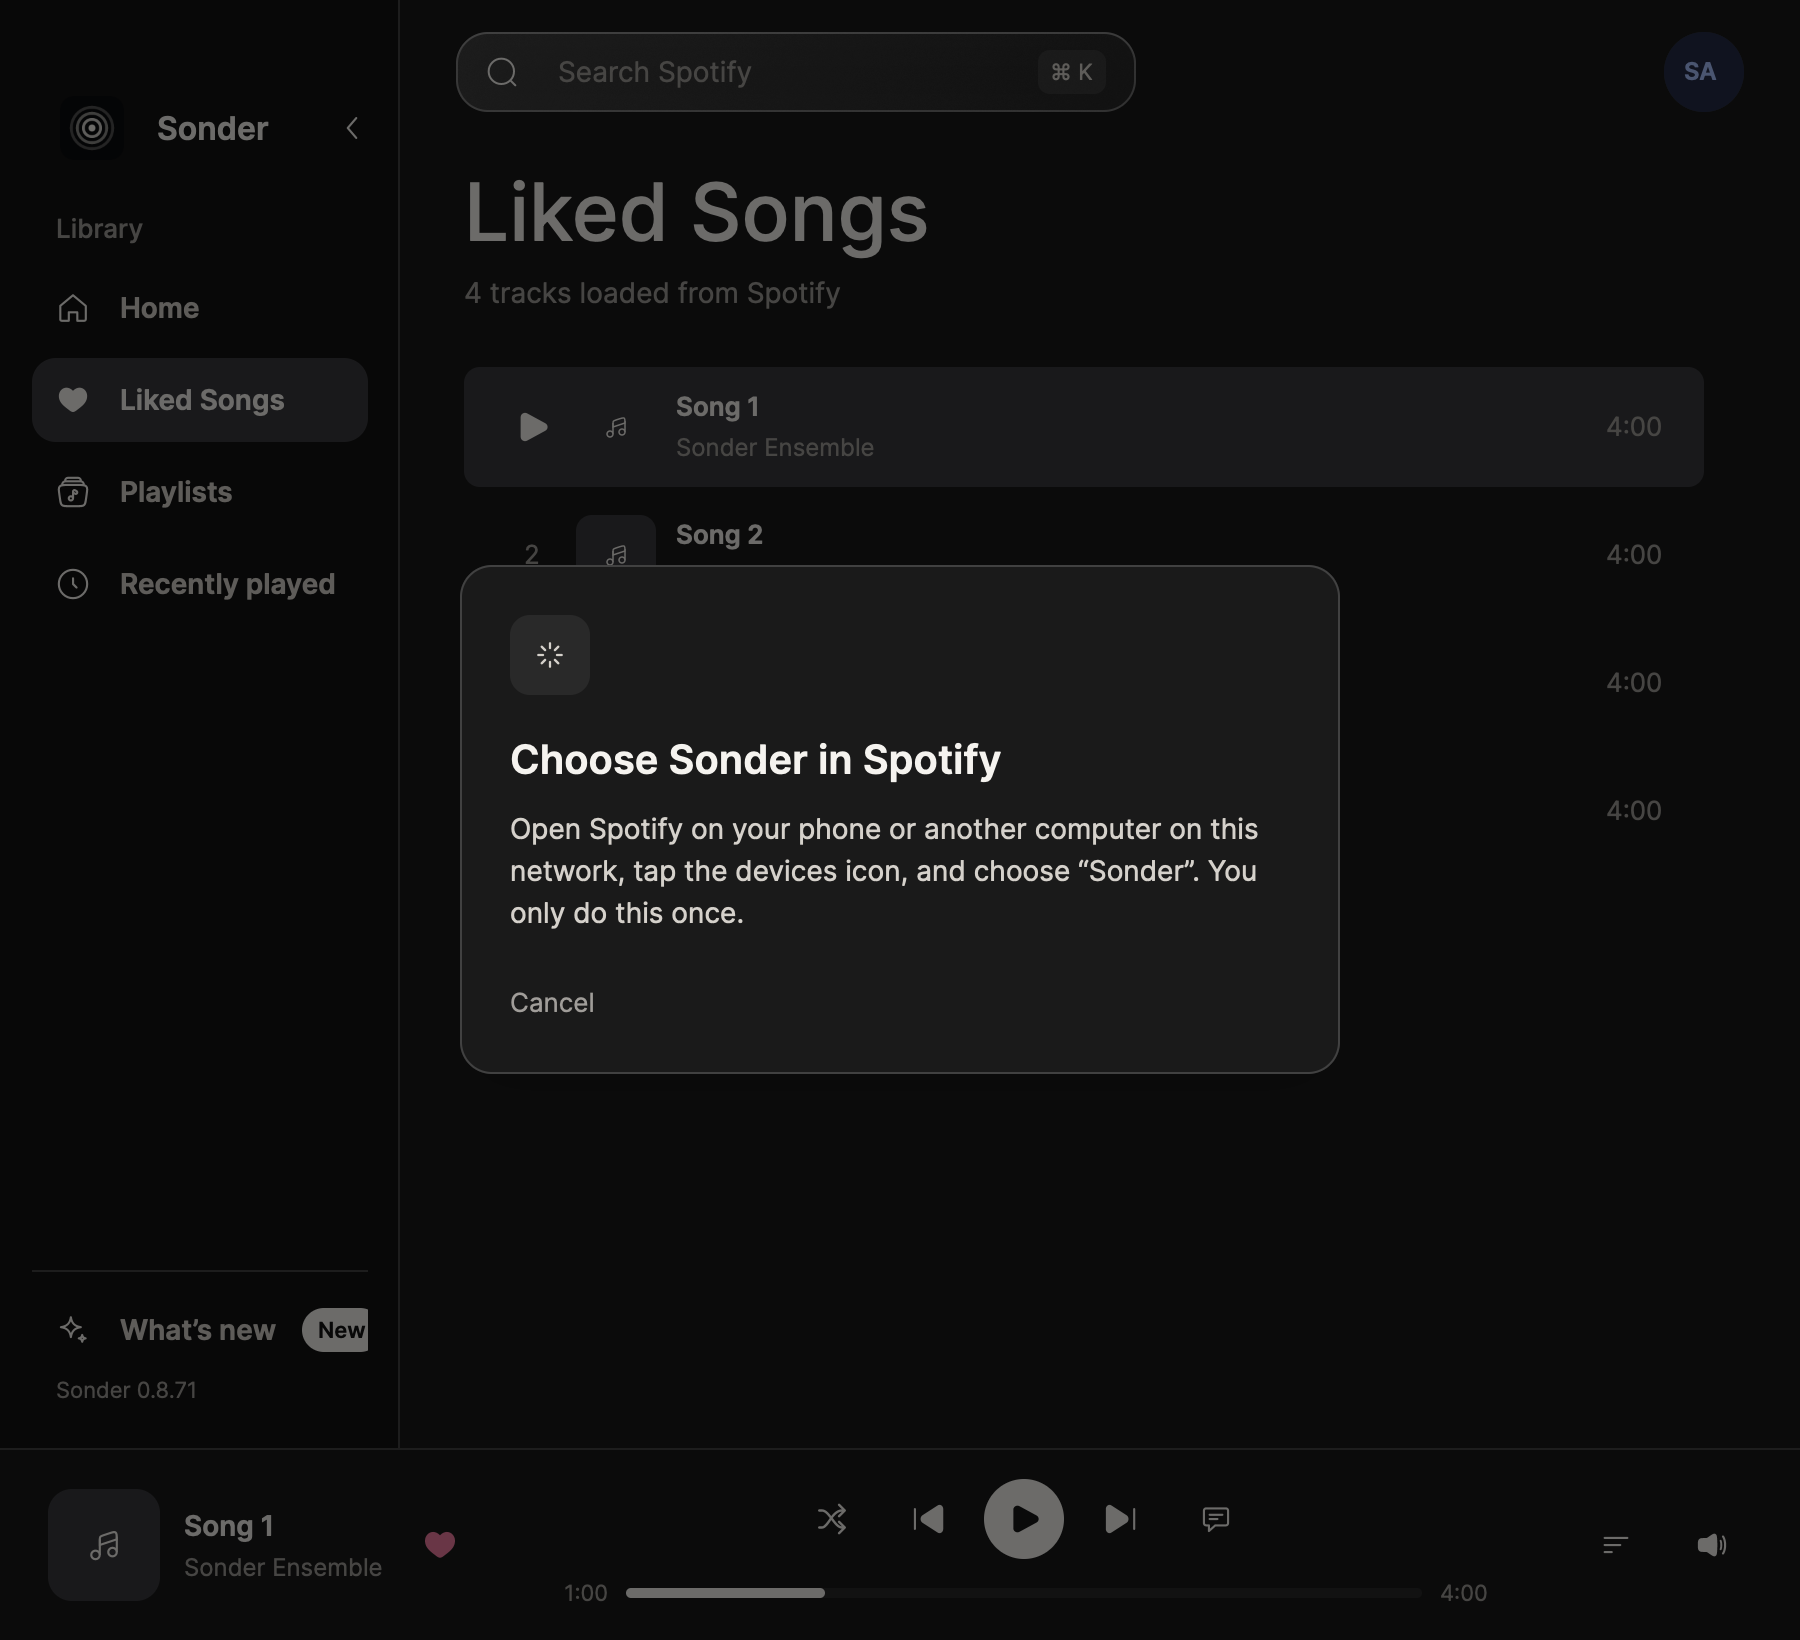 Search Spotify
⌘ K
SA
Sonder
Library
Home
Liked Songs
Playlists
Recently played
Liked Songs
4 tracks loaded from Spotify
Song 1
Sonder Ensemble
4:00
2
Song 2
4:00
4:00
4:00
Choose Sonder in Spotify
Open Spotify on your phone or another computer on this
network, tap the devices icon, and choose “Sonder”. You
only do this once.
Cancel
What’s new
New
Sonder 0.8.71
Song 1
Sonder Ensemble
1:00
4:00